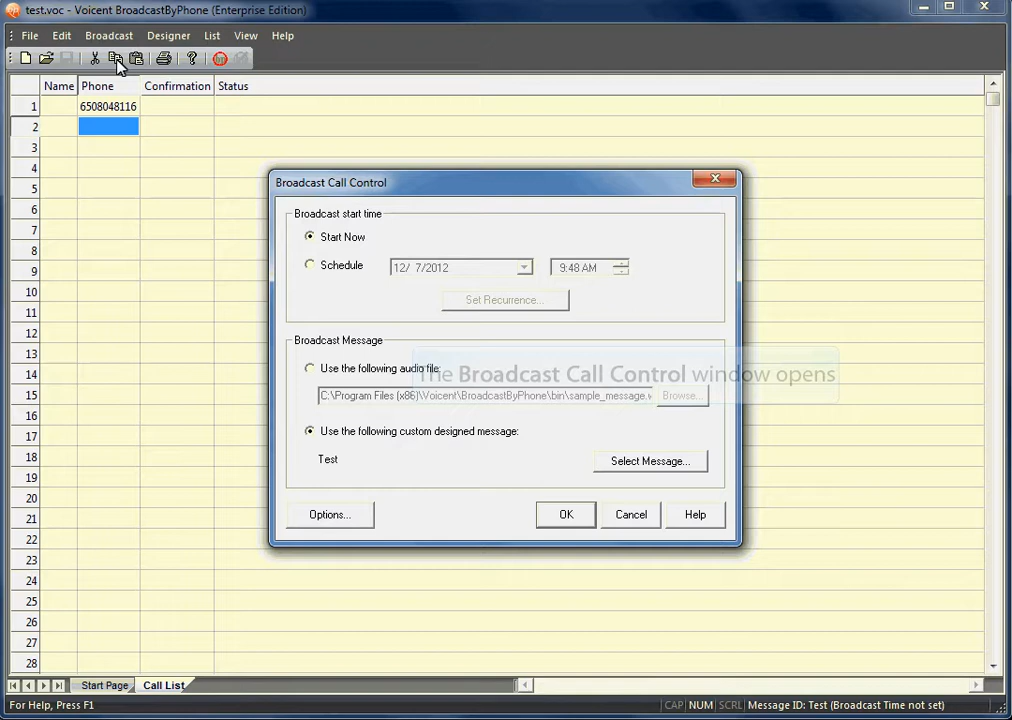 test.voc - Voicent BroadcastByPhone (Enterprise Edition)
File Edit Broadcast Designer List View Help
Name Phone Confirmation Status
1 6508048116
2
3
4
5
6
7
8
9
10
11
12
13
14
15
16
17
18
19
20
21
22
23
24
25
26
27
28
Broadcast Call Control
Broadcast start time
Start Now
Schedule 12/ 7/2012 9:48 AM
Set Recurrence...
Broadcast Message
Use the following audio file:
The Broadcast Call Control window opens
C:\Program Files (x86)\Voicent\BroadcastByPhone\bin\sample_message.w Browse...
Use the following custom designed message:
Test Select Message...
Options... OK Cancel Help
Start Page Call List
For Help, Press F1 CAP NUM SCRL Message ID: Test (Broadcast Time not set)